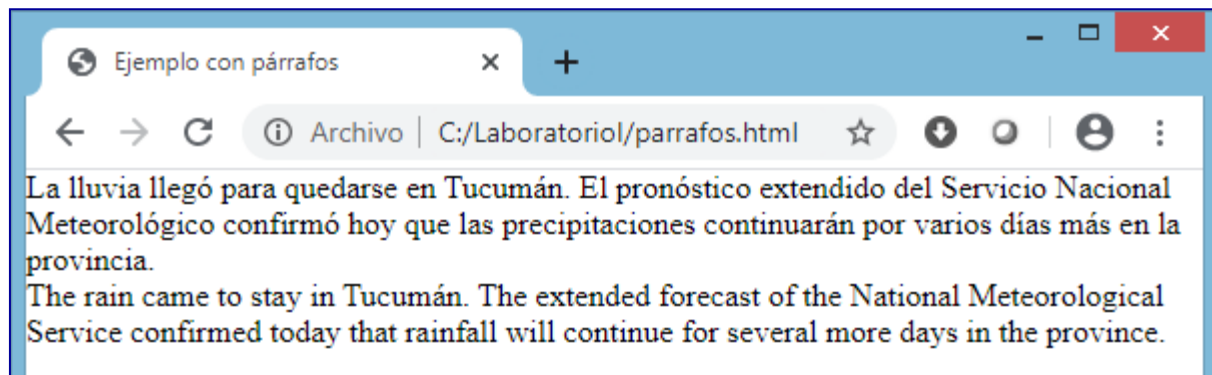 Ejemplo con párrafos
Archivo C:/Laboratoriol/parrafos.html
La lluvia llegó para quedarse en Tucumán. El pronóstico extendido del Servicio Nacional
Meteorológico confirmó hoy que las precipitaciones continuarán por varios días más en la
provincia.
The rain came to stay in Tucumán. The extended forecast of the National Meteorological
Service confirmed today that rainfall will continue for several more days in the province.